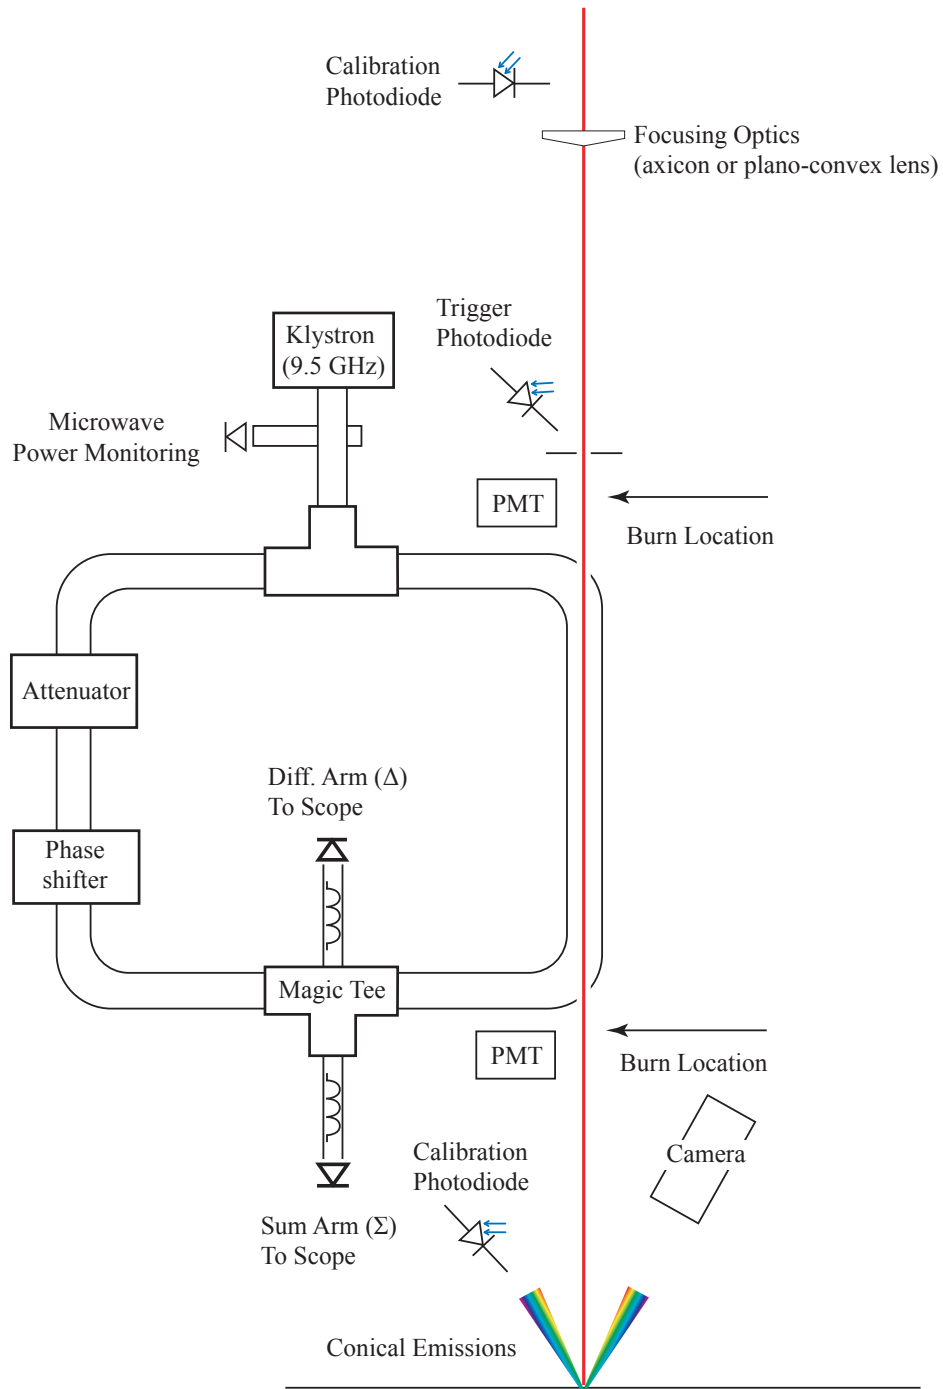 Calibration
Photodiode
Focusing Optics
(axicon or plano-convex lens)
Trigger
Photodiode
Klystron
(9.5 GHz)
Microwave
Power Monitoring
PMT
Burn Location
Attenuator
Diff. Arm (Δ)
To Scope
Phase
shifter
Magic Tee
PMT
Burn Location
Camera
Calibration
Photodiode
Sum Arm (Σ)
To Scope
Conical Emissions